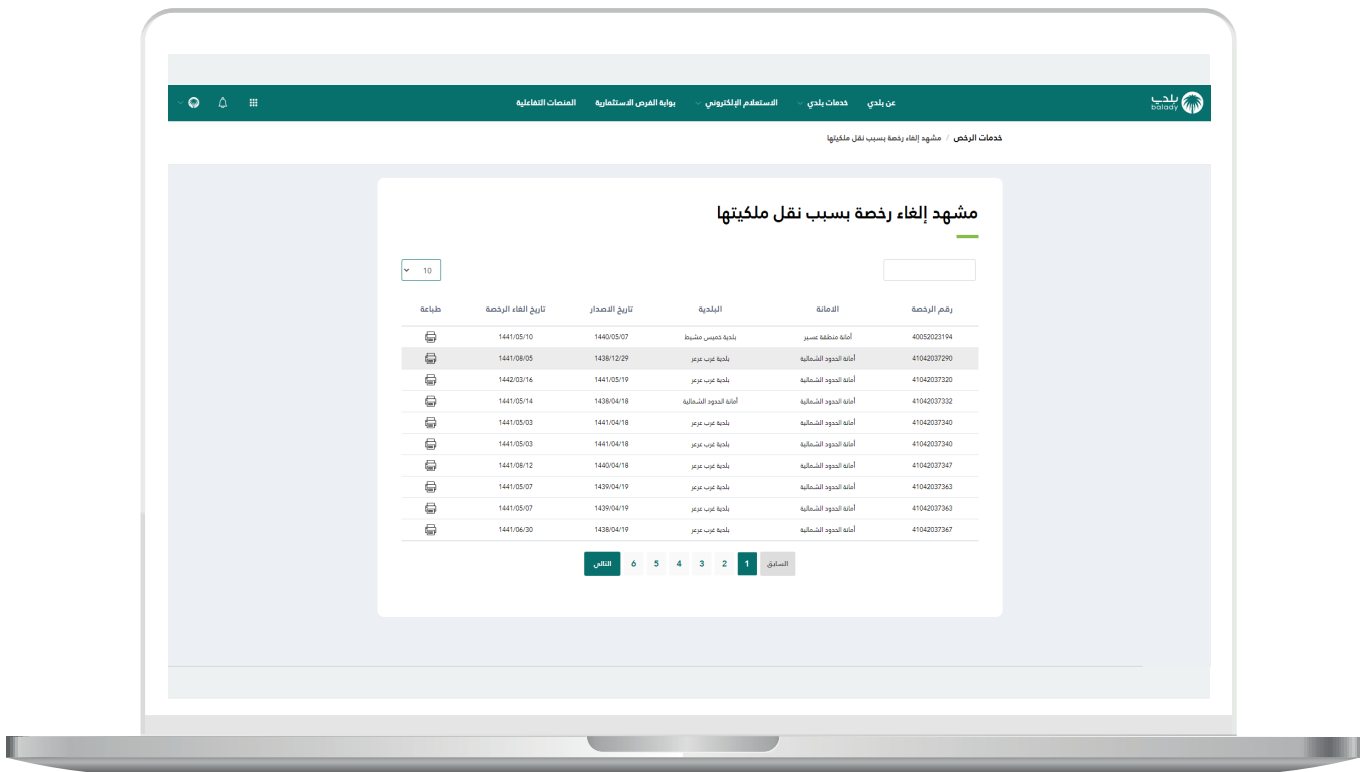 بلدي
balady
عن بلدي خدمات بلدي الاستعلام الإلكتروني بوابة الفرص الاستثمارية المنصات التفاعلية
خدمات الرخص / مشهد إلغاء رخصة بسبب نقل ملكيتها
مشهد إلغاء رخصة بسبب نقل ملكيتها
10
رقم الرخصة الامانة البلدية تاريخ الاصدار تاريخ الغاء الرخصة طباعة
40052023194 أمانة منطقة عسير بلدية خميس مشيط 1440/05/07 1441/05/10
41042037290 أمانة الحدود الشمالية بلدية غرب عرعر 1438/12/29 1441/08/05
41042037320 أمانة الحدود الشمالية بلدية غرب عرعر 1441/05/19 1442/03/16
41042037332 أمانة الحدود الشمالية أمانة الحدود الشمالية 1438/04/18 1441/05/14
41042037340 أمانة الحدود الشمالية بلدية غرب عرعر 1441/04/18 1441/05/03
41042037340 أمانة الحدود الشمالية بلدية غرب عرعر 1441/04/18 1441/05/03
41042037347 أمانة الحدود الشمالية بلدية غرب عرعر 1440/04/18 1441/08/12
41042037363 أمانة الحدود الشمالية بلدية غرب عرعر 1439/04/19 1441/05/07
41042037363 أمانة الحدود الشمالية بلدية غرب عرعر 1439/04/19 1441/05/07
41042037367 أمانة الحدود الشمالية بلدية غرب عرعر 1438/04/19 1441/06/30
السابق 1 2 3 4 5 6 التالي